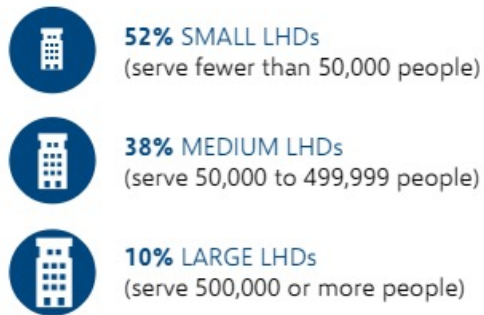 52% SMALL LHDs
(serve fewer than 50,000 people)
38% MEDIUM LHDs
(serve 50,000 to 499,999 people)
10% LARGE LHDs
(serve 500,000 or more people)